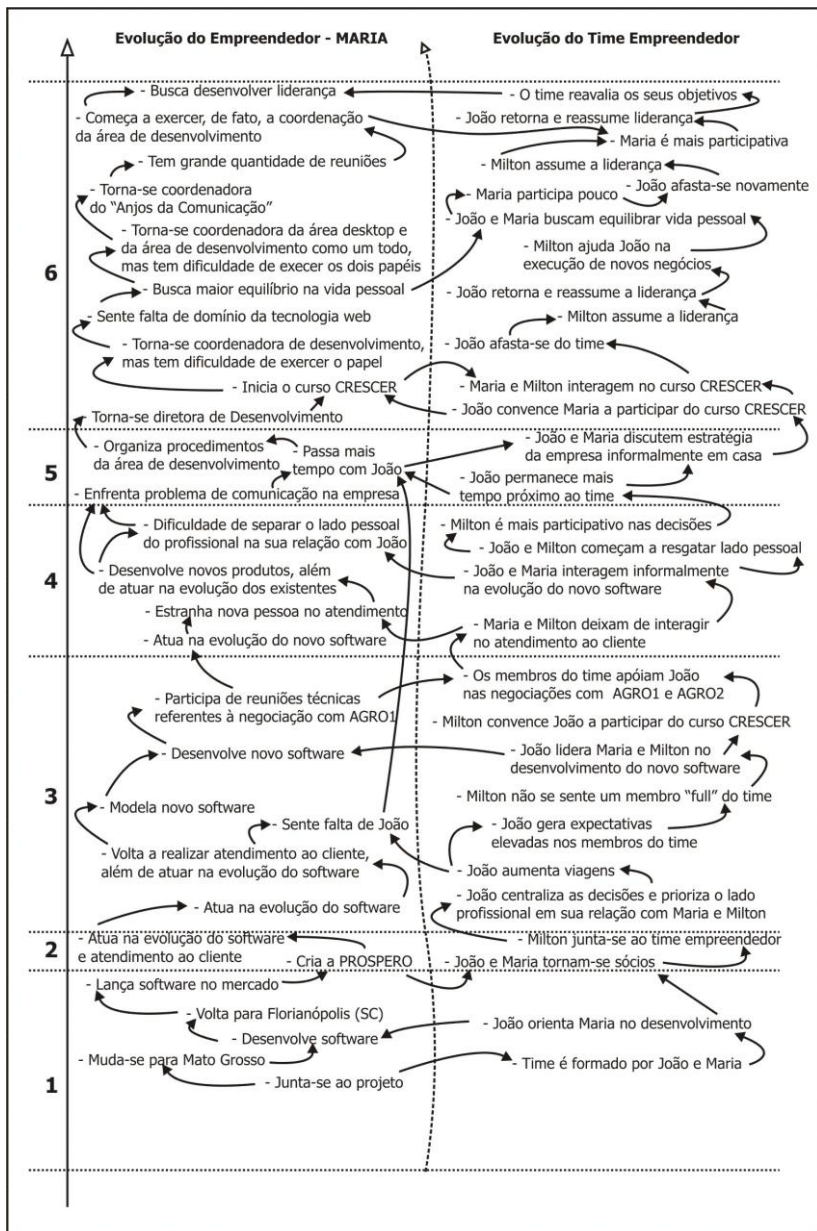 Evolução do Empreendedor - MARIA
- Busca desenvolver liderança
- Começa a exercer, de fato, a coordenação
da área de desenvolvimento
- Tem grande quantidade de reuniões
- Torna-se coordenadora
do “Anjos da Comunicação”
- Torna-se coordenadora da área desktop e
da área de desenvolvimento como um todo,
mas tem dificuldade de execer os dois papéis
6
- Busca maior equilíbrio na vida pessoal
- Sente falta de domínio da tecnologia web
- Torna-se coordenadora de desenvolvimento,
mas tem dificuldade de exercer o papel
- Inicia o curso CRESCER
- Torna-se diretora de Desenvolvimento
- Organiza procedimentos
da área de desenvolvimento
- Passa mais
tempo com João
5
- Enfrenta problema de comunicação na empresa
- Dificuldade de separar o lado pessoal
do profissional na sua relação com João
4
- Desenvolve novos produtos, além
de atuar na evolução dos existentes
- Estranha nova pessoa no atendimento
- Atua na evolução do novo software
- Participa de reuniões técnicas
referentes à negociação com AGRO1
- Desenvolve novo software
3
- Modela novo software
- Sente falta de João
- Volta a realizar atendimento ao cliente,
além de atuar na evolução do software
- Atua na evolução do software
2
- Atua na evolução do software
e atendimento ao cliente
- Cria a PROSPERO
- Lança software no mercado
- Volta para Florianópolis (SC)
- Desenvolve software
- Muda-se para Mato Grosso
1
- Junta-se ao projeto
Evolução do Time Empreendedor
- O time reavalia os seus objetivos
- João retorna e reassume liderança
- Maria é mais participativa
- Milton assume a liderança
- João afasta-se novamente
- Maria participa pouco
- João e Maria buscam equilibrar vida pessoal
- Milton ajuda João na
execução de novos negócios
- João retorna e reassume a liderança
- Milton assume a liderança
- João afasta-se do time
- Maria e Milton interagem no curso CRESCER
- João convence Maria a participar do curso CRESCER
- João e Maria discutem estratégia
da empresa informalmente em casa
- João permanece mais
tempo próximo ao time
- Milton é mais participativo nas decisões
- João e Milton começam a resgatar lado pessoal
- João e Maria interagem informalmente
na evolução do novo software
- Maria e Milton deixam de interagir
no atendimento ao cliente
- Os membros do time apóiam João
nas negociações com AGRO1 e AGRO2
- Milton convence João a participar do curso CRESCER
- João lidera Maria e Milton no
desenvolvimento do novo software
- Milton não se sente um membro “full” do time
- João gera expectativas
elevadas nos membros do time
- João aumenta viagens
- João centraliza as decisões e prioriza o lado
profissional em sua relação com Maria e Milton
- Milton junta-se ao time empreendedor
- João e Maria tornam-se sócios
- João orienta Maria no desenvolvimento
- Time é formado por João e Maria